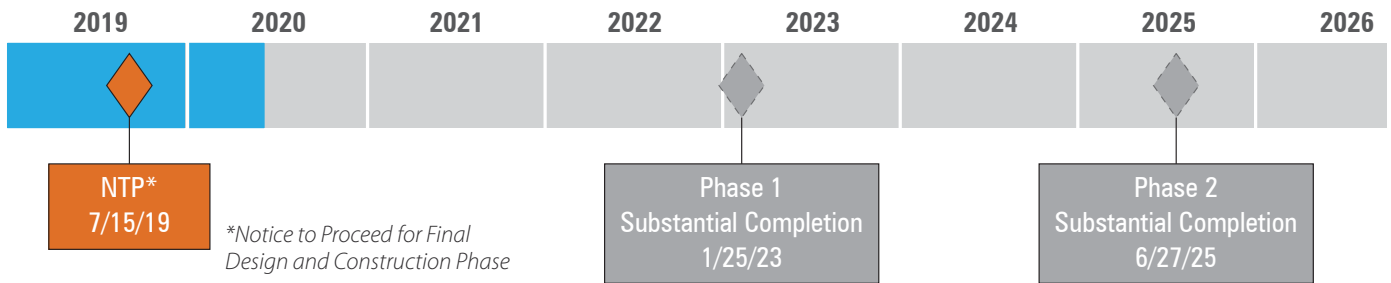 2019 2020 2021 2022 2023 2024 2025 2026
NTP*
7/15/19
*Notice to Proceed for Final
Design and Construction Phase
Phase 1
Substantial Completion
1/25/23
Phase 2
Substantial Completion
6/27/25